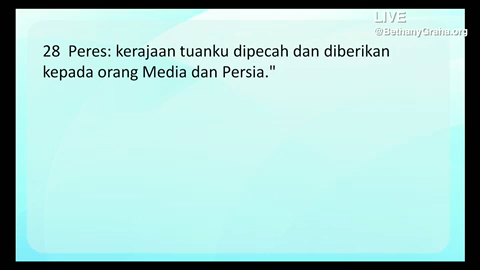 LIVE
@BethanyGraha.org
28 Peres: kerajaan tuanku dipecah dan diberikan
kepada orang Media dan Persia."